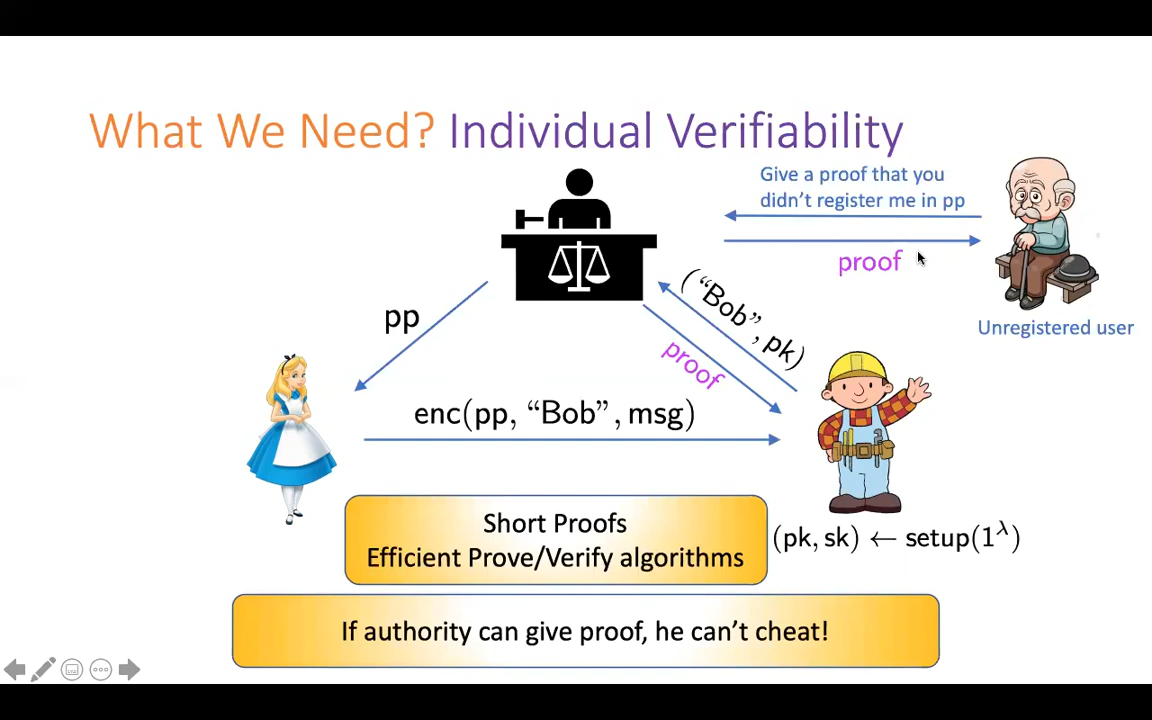 What We Need? Individual Verifiability
Give a proof that you
didn’t register me in pp
proof
Unregistered user
pp
(“Bob”, pk)
proof
enc(pp, “Bob”, msg)
(pk, sk) ← setup(1^λ)
Short Proofs
Efficient Prove/Verify algorithms
If authority can give proof, he can’t cheat!